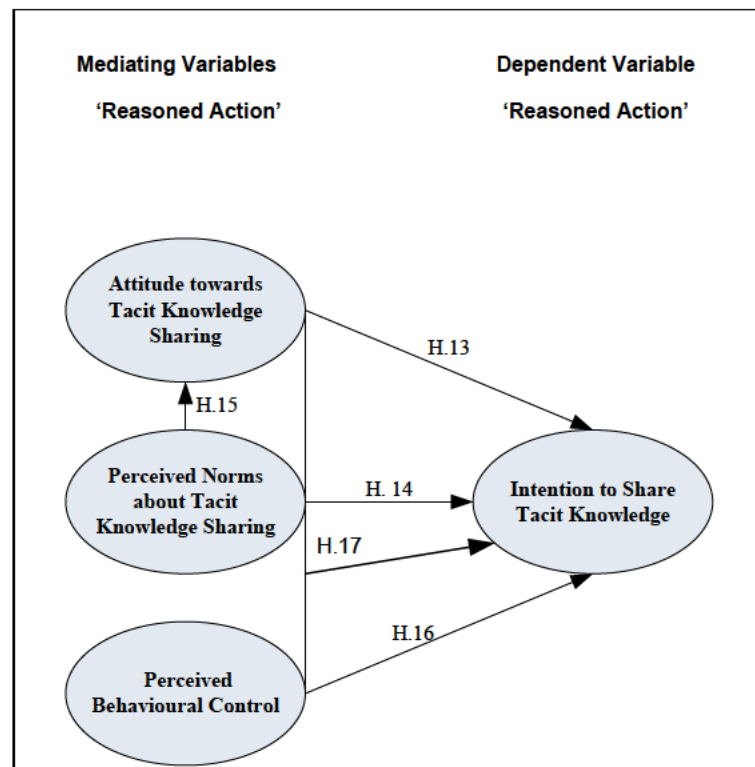 Mediating Variables
‘Reasoned Action’
Dependent Variable
‘Reasoned Action’
Attitude towards
Tacit Knowledge
Sharing
H.13
H.15
Perceived Norms
about Tacit
Knowledge Sharing
H. 14
Intention to Share
Tacit Knowledge
H.17
H.16
Perceived
Behavioural Control